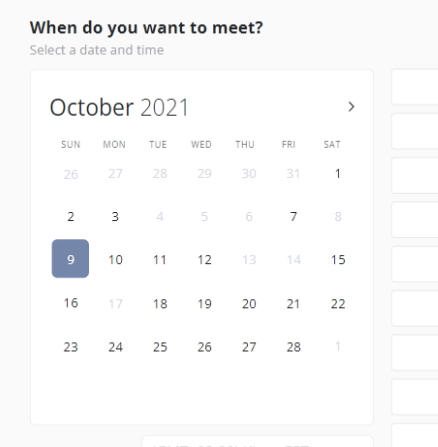 When do you want to meet?
Select a date and time
October 2021
SUN MON TUE WED THU FRI SAT
26 27 28 29 30 31 1
2 3 4 5 6 7 8
9 10 11 12 13 14 15
16 17 18 19 20 21 22
23 24 25 26 27 28 1